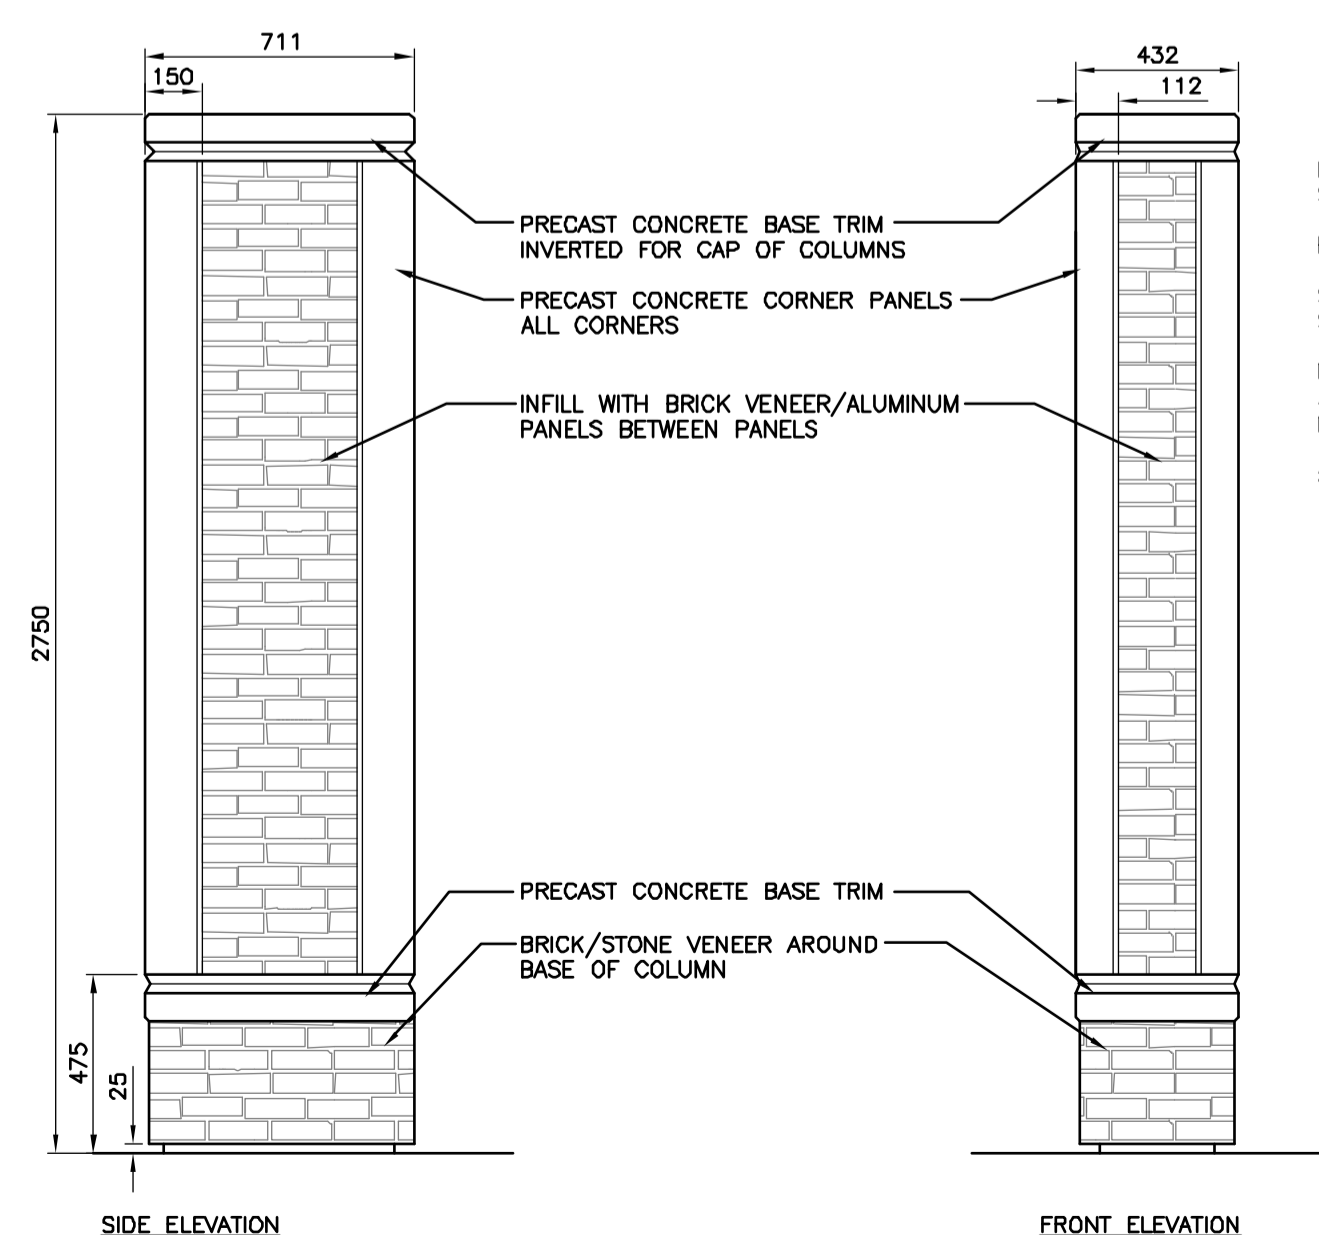 711
150
432
112
PRECAST CONCRETE BASE TRIM
INVERTED FOR CAP OF COLUMNS
PRECAST CONCRETE CORNER PANELS
ALL CORNERS
INFILL WITH BRICK VENEER/ALUMINUM
PANELS BETWEEN PANELS
2750
PRECAST CONCRETE BASE TRIM
BRICK/STONE VENEER AROUND
BASE OF COLUMN
475
25
SIDE ELEVATION
FRONT ELEVATION